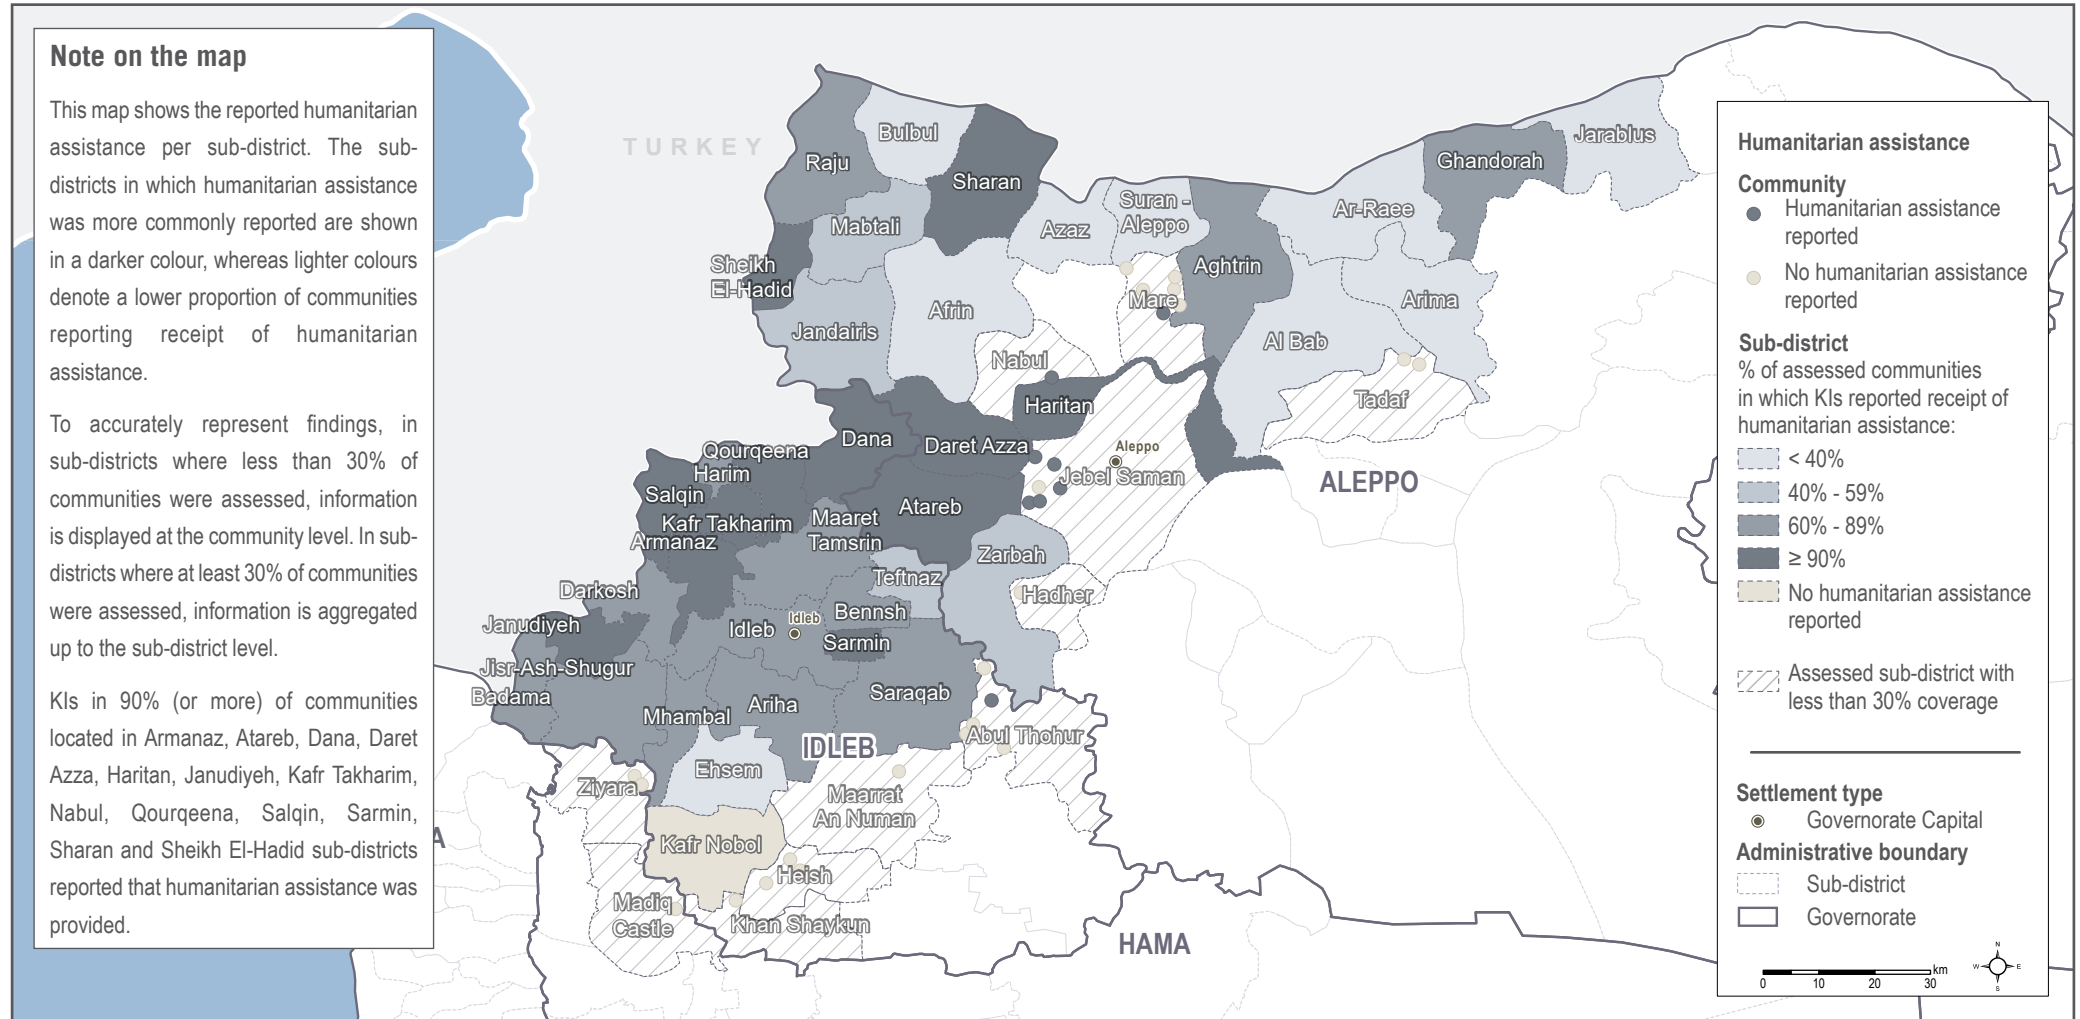 Note on the map
This map shows the reported humanitarian
assistance per sub-district. The sub-
districts in which humanitarian assistance
was more commonly reported are shown
in a darker colour, whereas lighter colours
denote a lower proportion of communities
reporting receipt of humanitarian
assistance.
To accurately represent findings, in
sub-districts where less than 30% of
communities were assessed, information
is displayed at the community level. In sub-
districts where at least 30% of communities
were assessed, information is aggregated
up to the sub-district level.
KIs in 90% (or more) of communities
located in Armanaz, Atareb, Dana, Daret
Azza, Haritan, Janudiyeh, Kafr Takharim,
Nabul, Qourqeena, Salqin, Sarmin,
Sharan and Sheikh El-Hadid sub-districts
reported that humanitarian assistance was
provided.
TURKEY
Bulbul
Raju
Sharan
Jarablus
Ghandorah
Suran -
Aleppo
Ar-Raee
Mabtali
Azaz
Sheikh
El-Hadid
Aghtrin
Mare
Arima
Afrin
Jandairis
Al Bab
Nabul
Tadaf
Haritan
Dana
Daret Azza
Aleppo
Jebel Saman
Qourqeena
Harim
ALEPPO
Salqin
Atareb
Kafr Takharim
Maaret
Tamsrin
Armanaz
Zarbah
Teftnaz
Darkosh
Hadher
Bennsh
Janudiyeh
Idleb
Idleb
Sarmin
Jisr-Ash-Shugur
Badama
Saraqab
Ariha
Mhambal
Abul Thohur
IDLEB
Ehsem
Ziyara
Maarrat
An Numan
A
Kafr Nobol
Heish
Madiq
Castle
Khan Shaykun
HAMA
Humanitarian assistance
Community
Humanitarian assistance
reported
No humanitarian assistance
reported
Sub-district
% of assessed communities
in which KIs reported receipt of
humanitarian assistance:
< 40%
40% - 59%
60% - 89%
≥ 90%
No humanitarian assistance
reported
Assessed sub-district with
less than 30% coverage
Settlement type
Governorate Capital
Administrative boundary
Sub-district
Governorate
N
W E
S
km
0 10 20 30